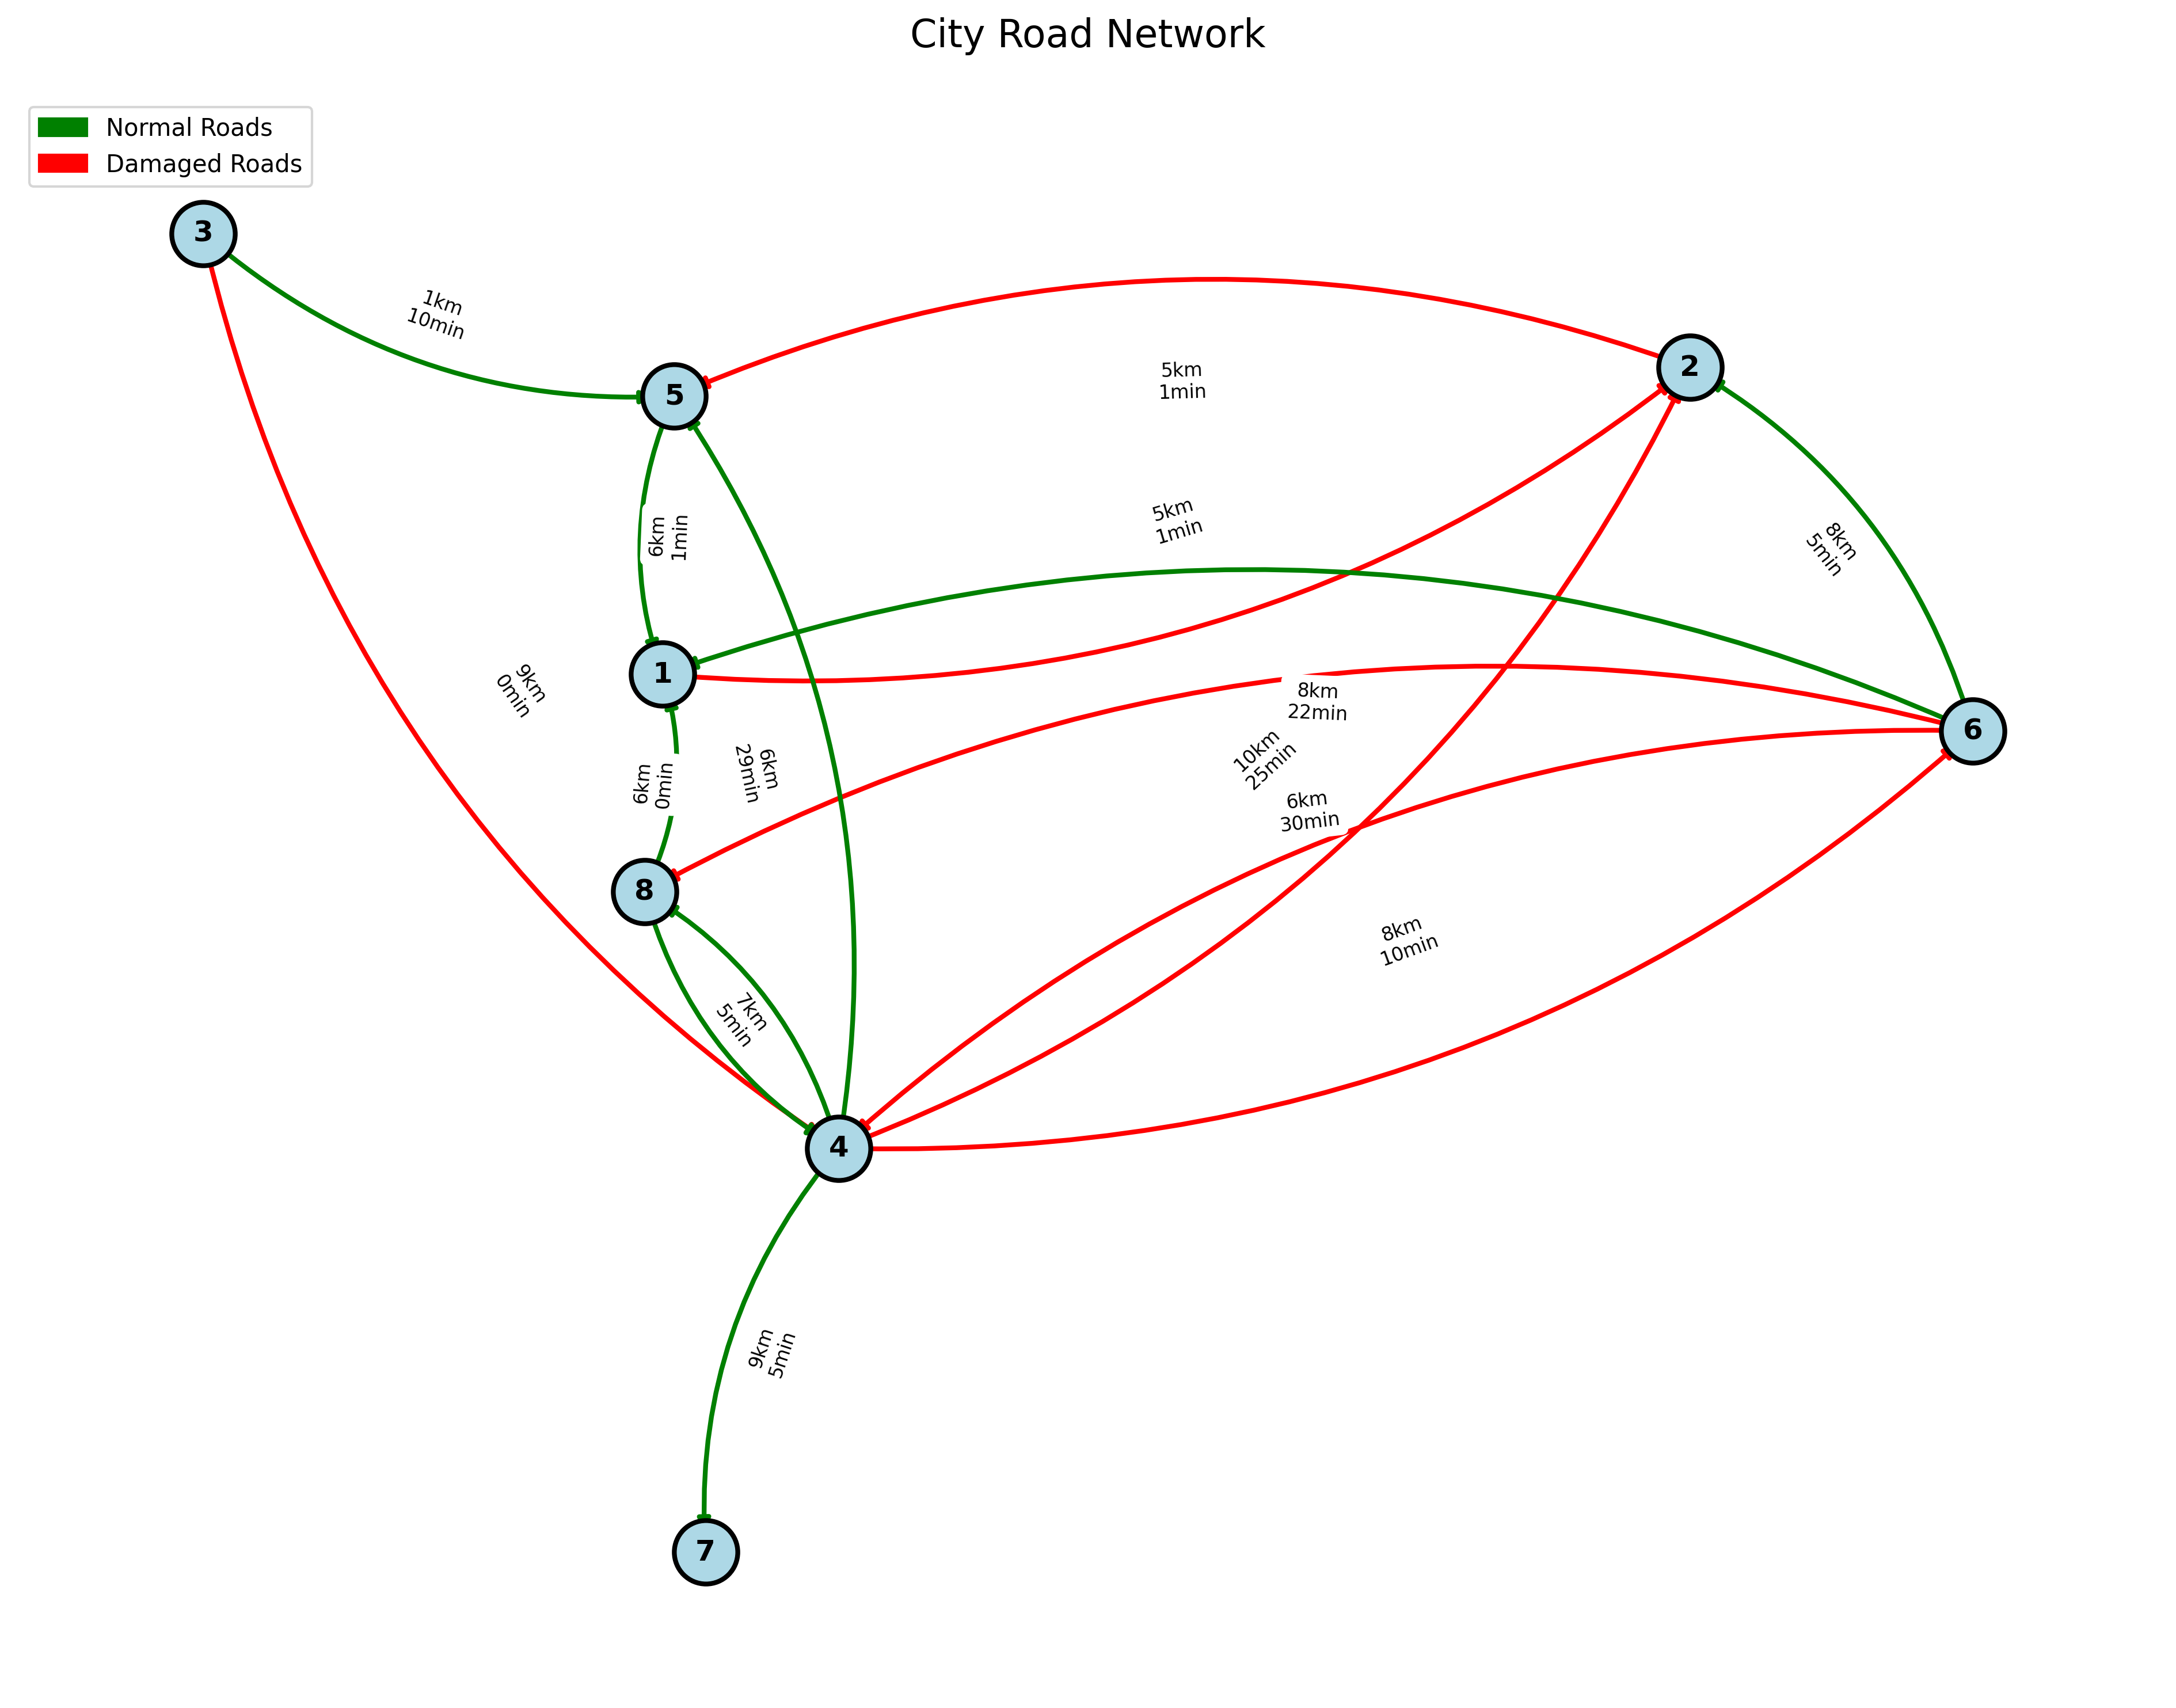 City Road Network
Normal Roads
Damaged Roads
3
1km
10min
5
2
5km
1min
6km
1min
5km
1min
8km
5min
1
9km
0min
6km
0min
6km
29min
8km
22min
10km
25min
6km
30min
6
8
8km
10min
7km
5min
4
9km
5min
7